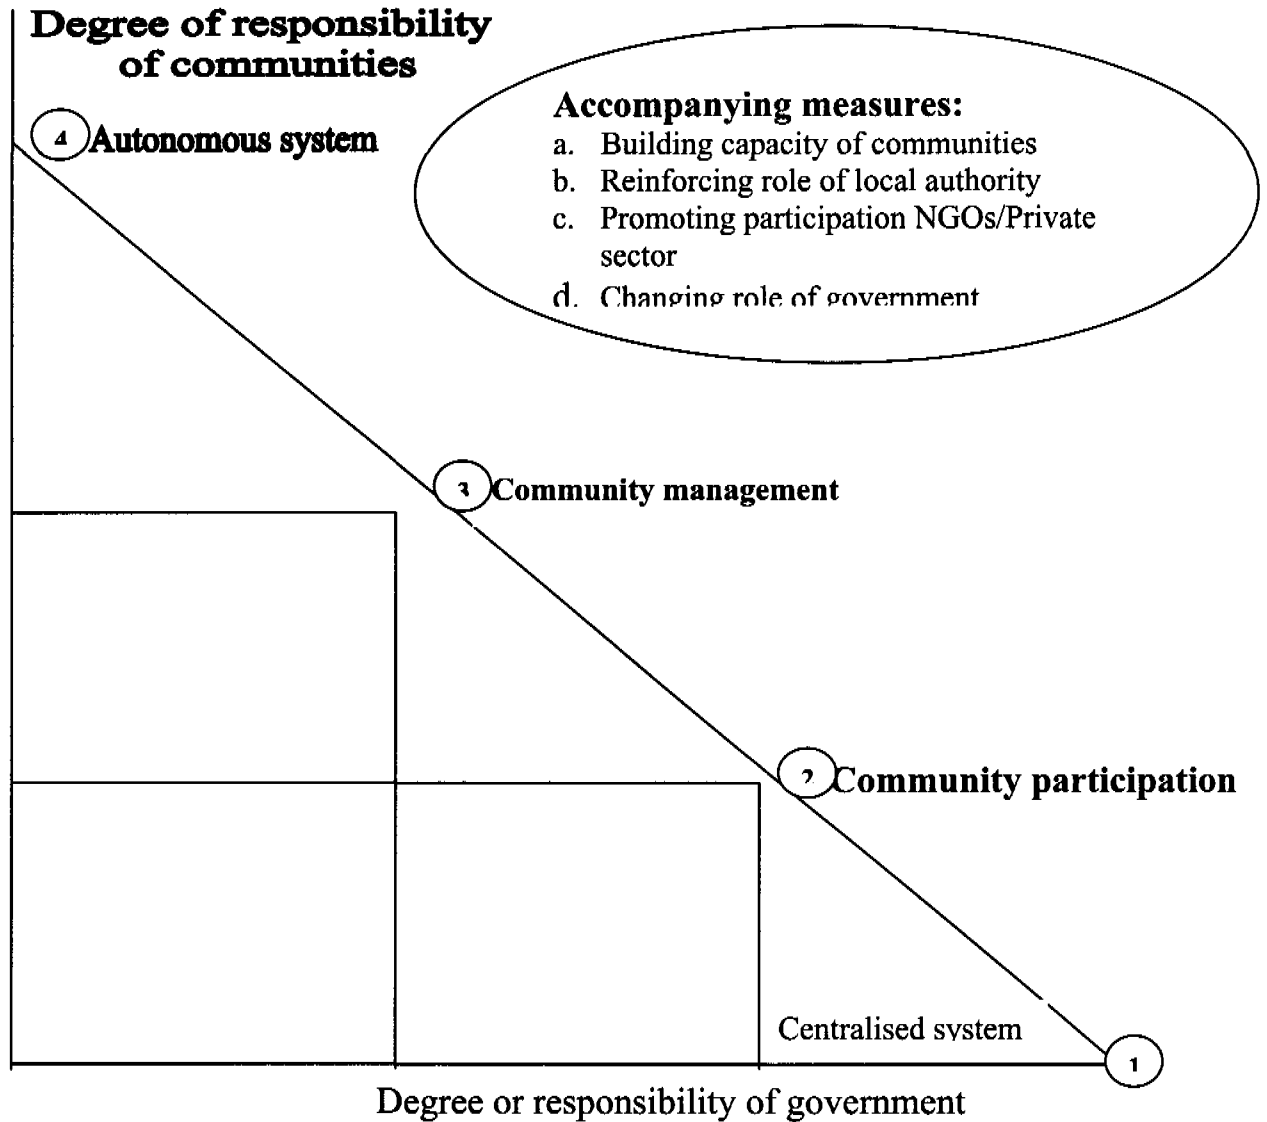 Degree of responsibility
of communities
4 Autonomous system
Accompanying measures:
a. Building capacity of communities
b. Reinforcing role of local authority
c. Promoting participation NGOs/Private
sector
d. Changing role of government
3 Community management
2 Community participation
Centralised system
1
Degree or responsibility of government